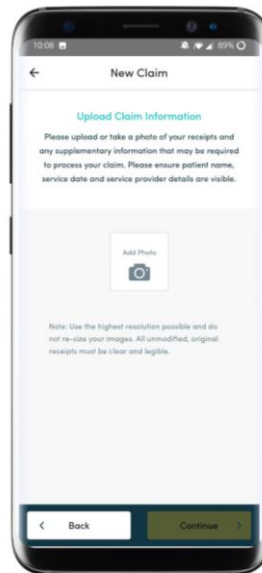 10:08 89%
New Claim
Upload Claim Information
Please upload or take a photo of your receipts and
any supplementary information that may be required
to process your claim. Please ensure patient name,
service date and service provider details are visible.
Add Photo
Note: Use the highest resolution possible and do
not re-size your images. All unmodified, original
receipts must be clear and legible.
Back Continue